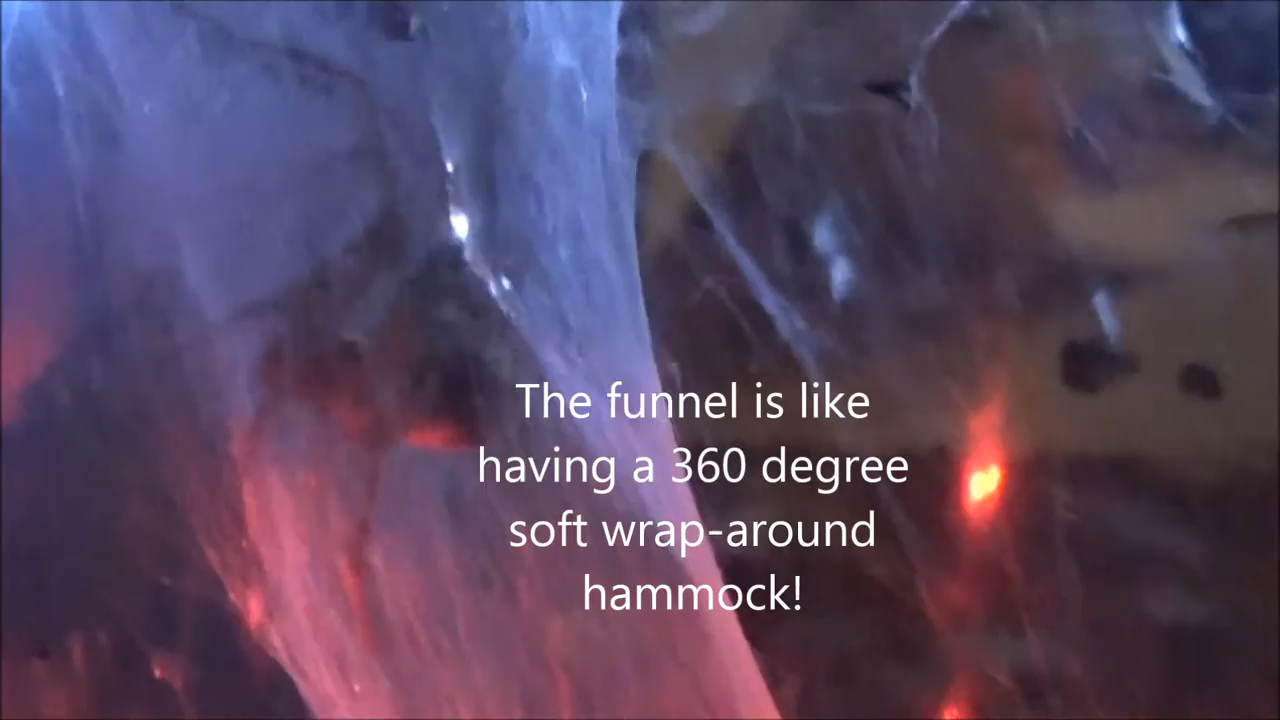 The funnel is like
having a 360 degree
soft wrap-around
hammock!